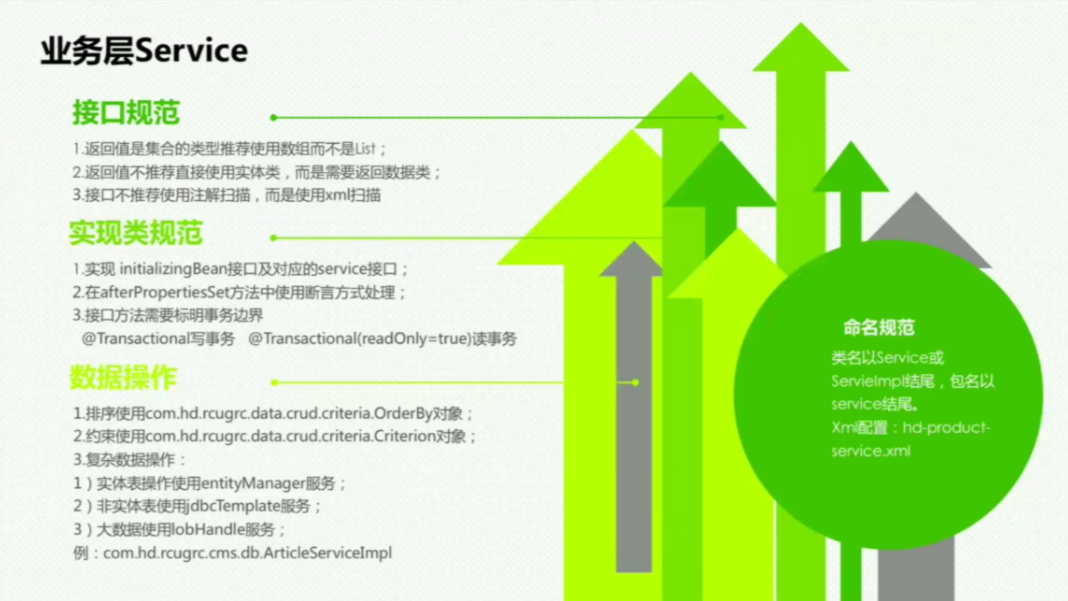 业务层Service
接口规范
1.返回值是集合的类型推荐使用数组而不是List；
2.返回值不推荐直接使用实体类，而是需要返回数据类；
3.接口不推荐使用注解扫描，而是使用xml扫描
实现类规范
1.实现 initializingBean接口及对应的service接口；
2.在afterPropertiesSet方法中使用断言方式处理；
3.接口方法需要标明事务边界
@Transactional写事务 @Transactional(readOnly=true)读事务
数据操作
1.排序使用com.hd.rcugrc.data.crud.criteria.OrderBy对象；
2.约束使用com.hd.rcugrc.data.crud.criteria.Criterion对象；
3.复杂数据操作：
1）实体表操作使用entityManager服务；
2）非实体表使用jdbcTemplate服务；
3）大数据使用lobHandle服务；
例：com.hd.rcugrc.cms.db.ArticleServiceImpl
命名规范
类名以Service或
ServieImpl结尾，包名以
service结尾。
Xml配置：hd-product-
service.xml